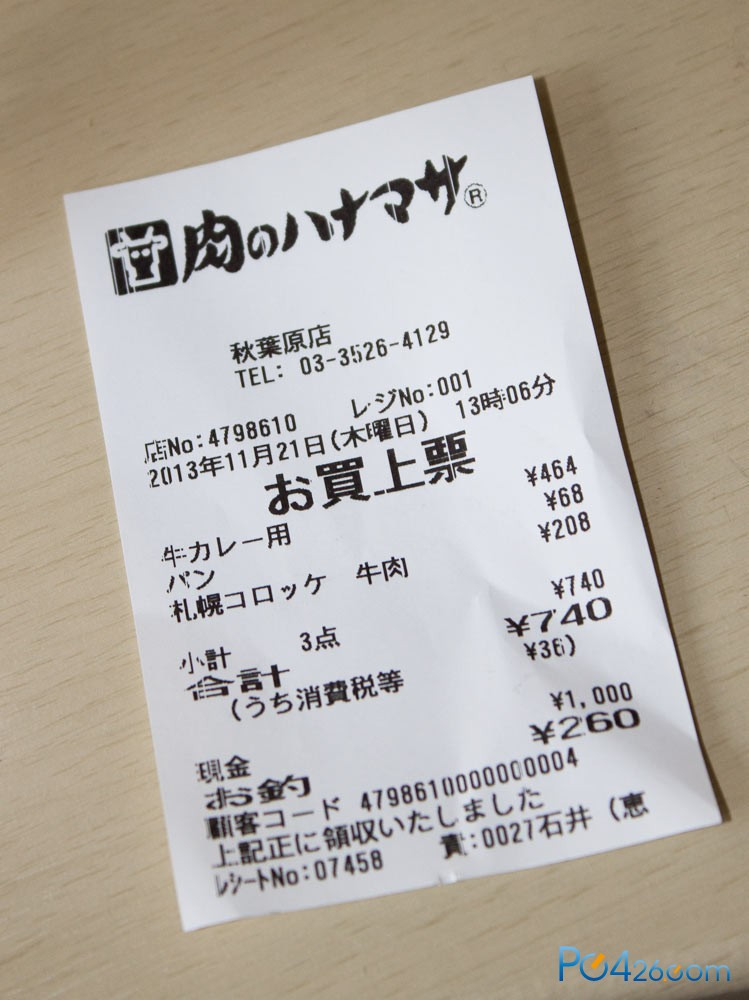 肉のハナマサ®
秋葉原店
TEL: 03-3526-4129
店No:4798610 レジNo:001
2013年11月21日(木曜日) 13時06分
お買上票
牛カレー用 ¥464
パン ¥68
札幌コロッケ 牛肉 ¥208
小計 3点 ¥740
合計 ¥740
(うち消費税等 ¥36)
現金 ¥1,000
お釣 ¥260
顧客コード 4798610000000004
上記正に領収いたしました
レシートNo:07458 責:0027石井(恵
PC426.com